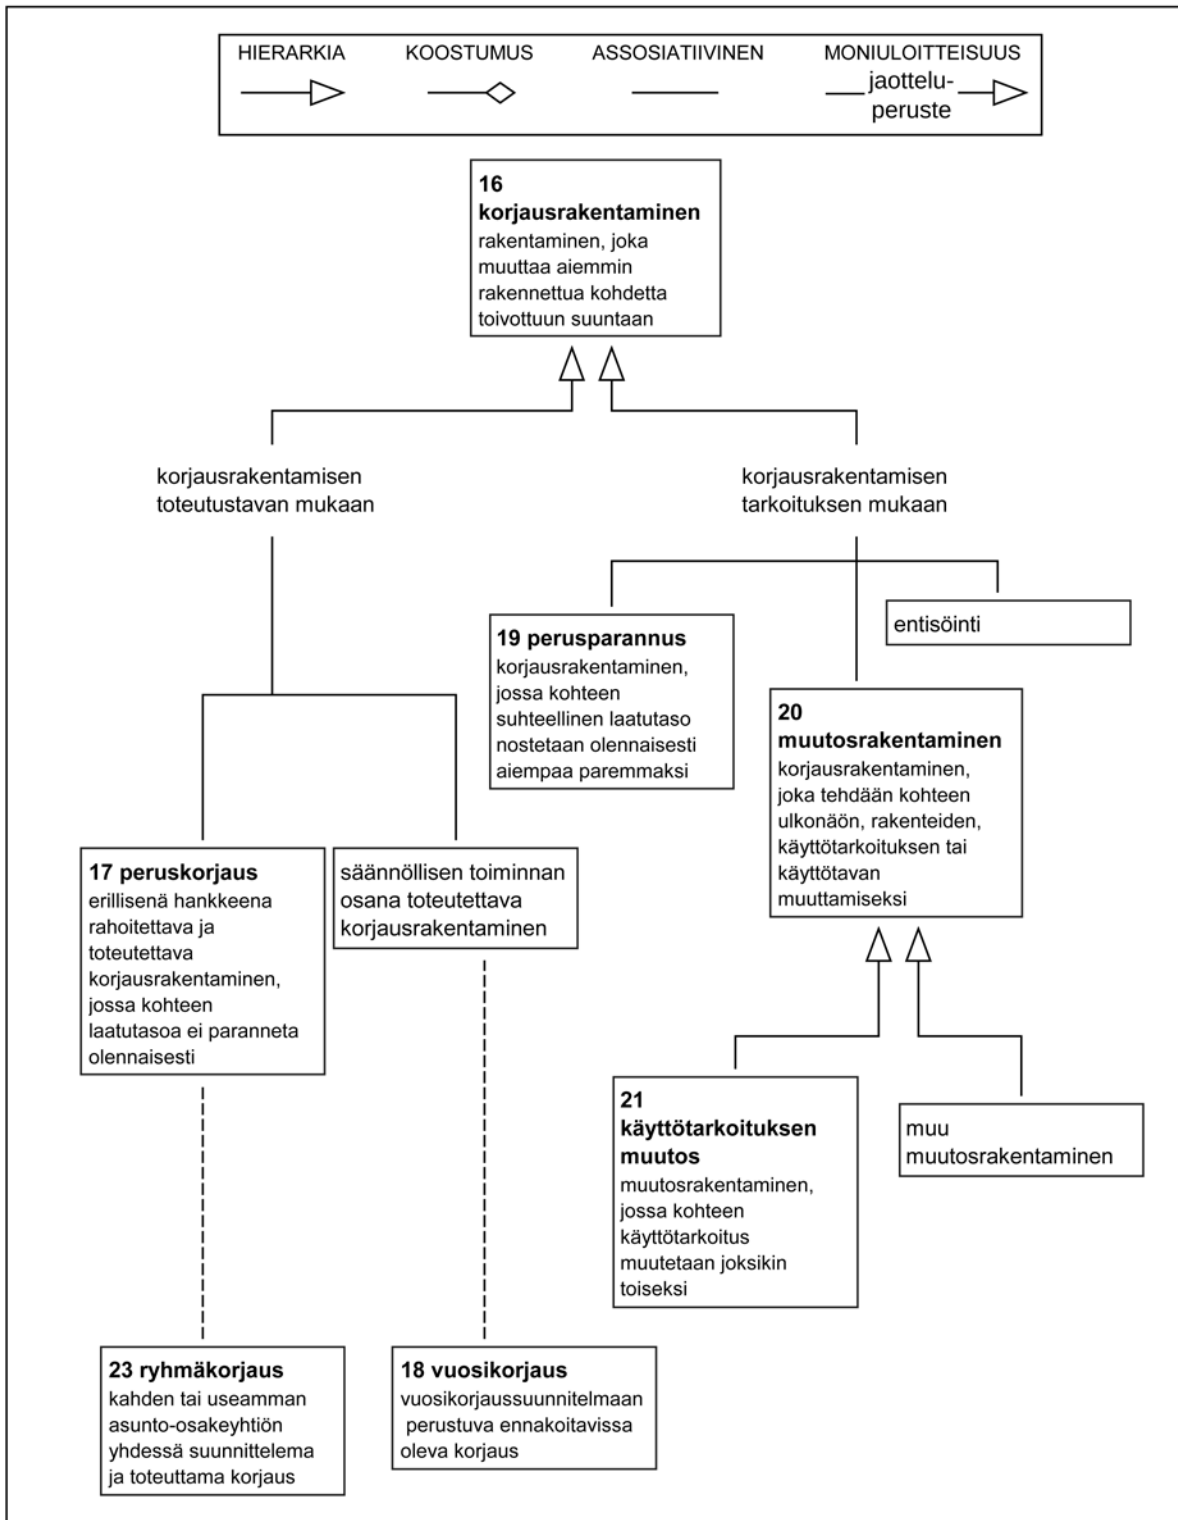 HIERARKIA
KOOSTUMUS
ASSOSIATIIVINEN
MONIULOITTEISUUS
jaottelu-
peruste
16
korjausrakentaminen
rakentaminen, joka
muuttaa aiemmin
rakennettua kohdetta
toivottuun suuntaan
korjausrakentamisen
toteutustavan mukaan
korjausrakentamisen
tarkoituksen mukaan
entisöinti
19 perusparannus
korjausrakentaminen,
jossa kohteen
suhteellinen laatutaso
nostetaan olennaisesti
aiempaa paremmaksi
20
muutosrakentaminen
korjausrakentaminen,
joka tehdään kohteen
ulkonäön, rakenteiden,
käyttötarkoituksen tai
käyttötavan
muuttamiseksi
17 peruskorjaus
erillisenä hankkeena
rahoitettava ja
toteutettava
korjausrakentaminen,
jossa kohteen
laatutasoa ei paranneta
olennaisesti
säännöllisen toiminnan
osana toteutettava
korjausrakentaminen
21
käyttötarkoituksen
muutos
muutosrakentaminen,
jossa kohteen
käyttötarkoitus
muutetaan joksikin
toiseksi
muu
muutosrakentaminen
23 ryhmäkorjaus
kahden tai useamman
asunto-osakeyhtiön
yhdessä suunnittelema
ja toteuttama korjaus
18 vuosikorjaus
vuosikorjaussuunnitelmaan
perustuva ennakoitavissa
oleva korjaus